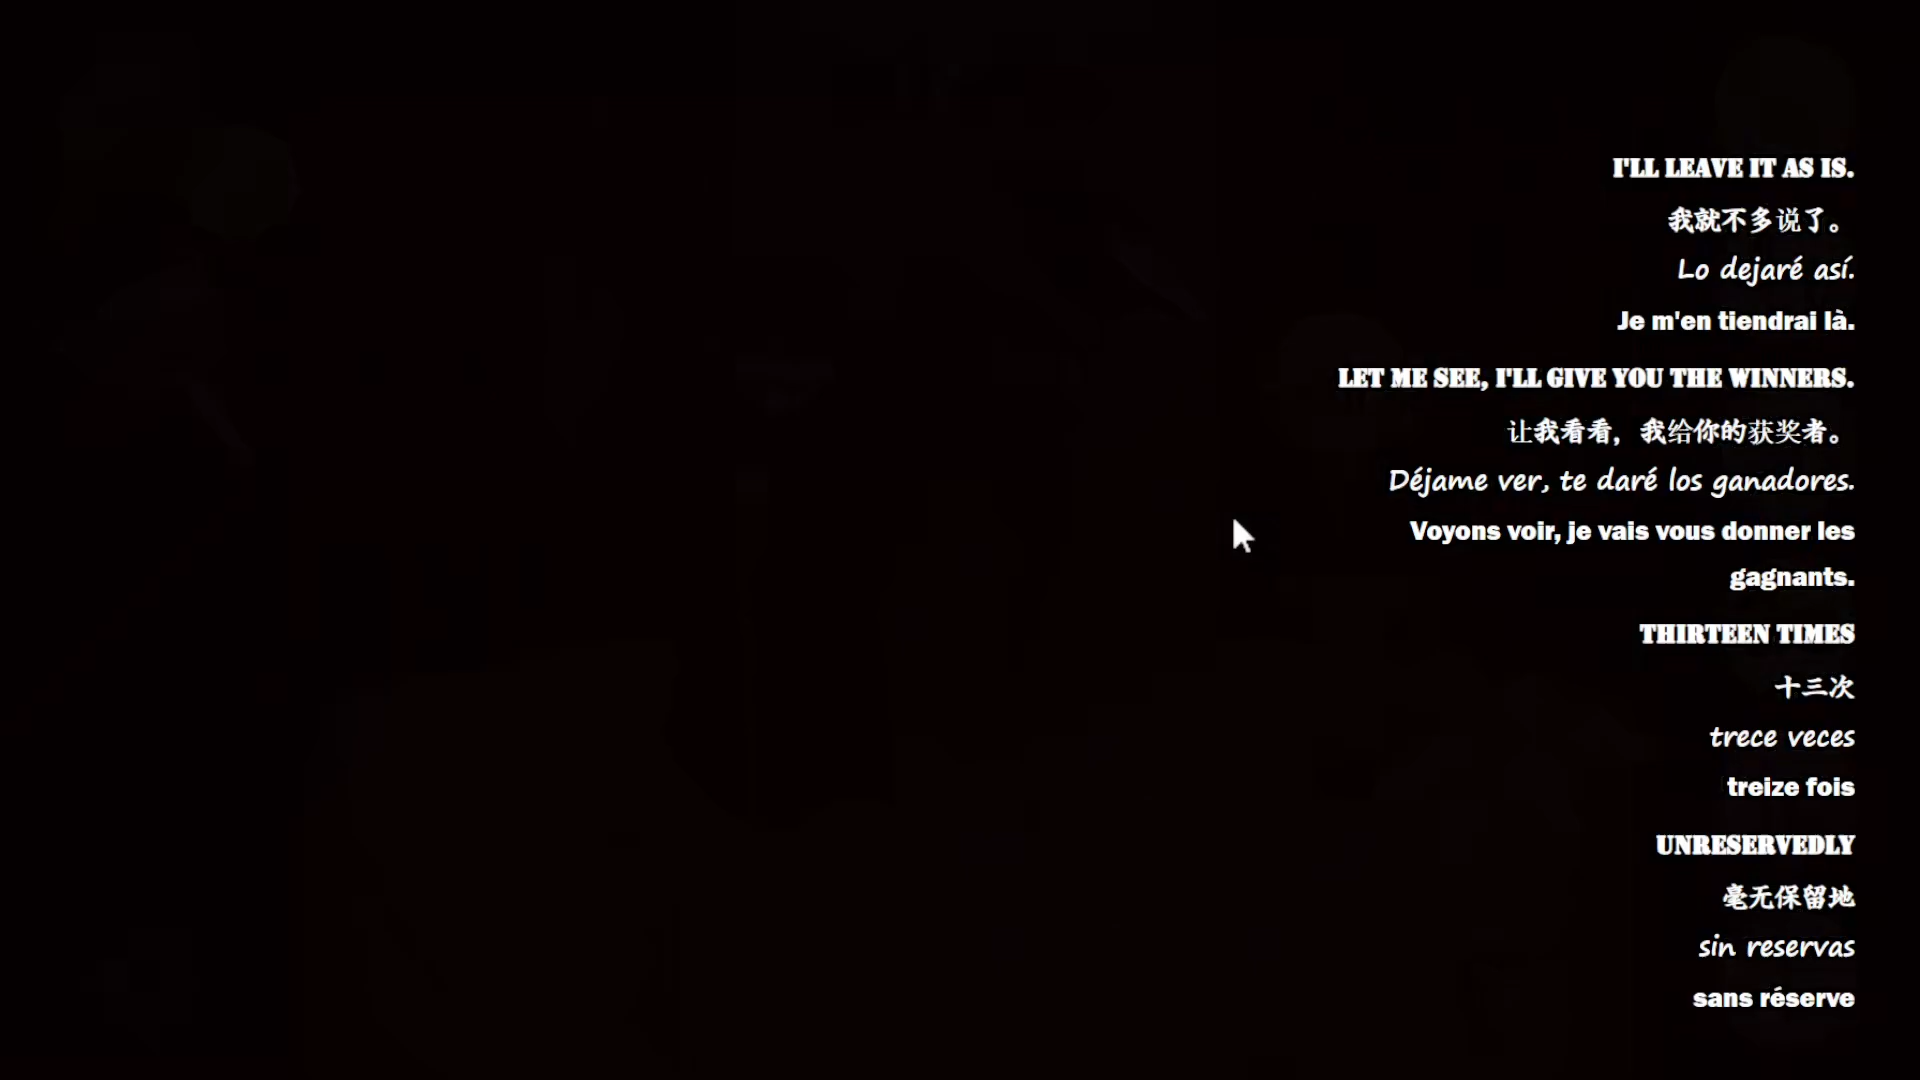 I'LL LEAVE IT AS IS.
我就不多说了。
Lo dejaré así.
Je m'en tiendrai là.
LET ME SEE, I'LL GIVE YOU THE WINNERS.
让我看看，我给你的获奖者。
Déjame ver, te daré los ganadores.
Voyons voir, je vais vous donner les
gagnants.
THIRTEEN TIMES
十三次
trece veces
treize fois
UNRESERVEDLY
毫无保留地
sin reservas
sans réserve